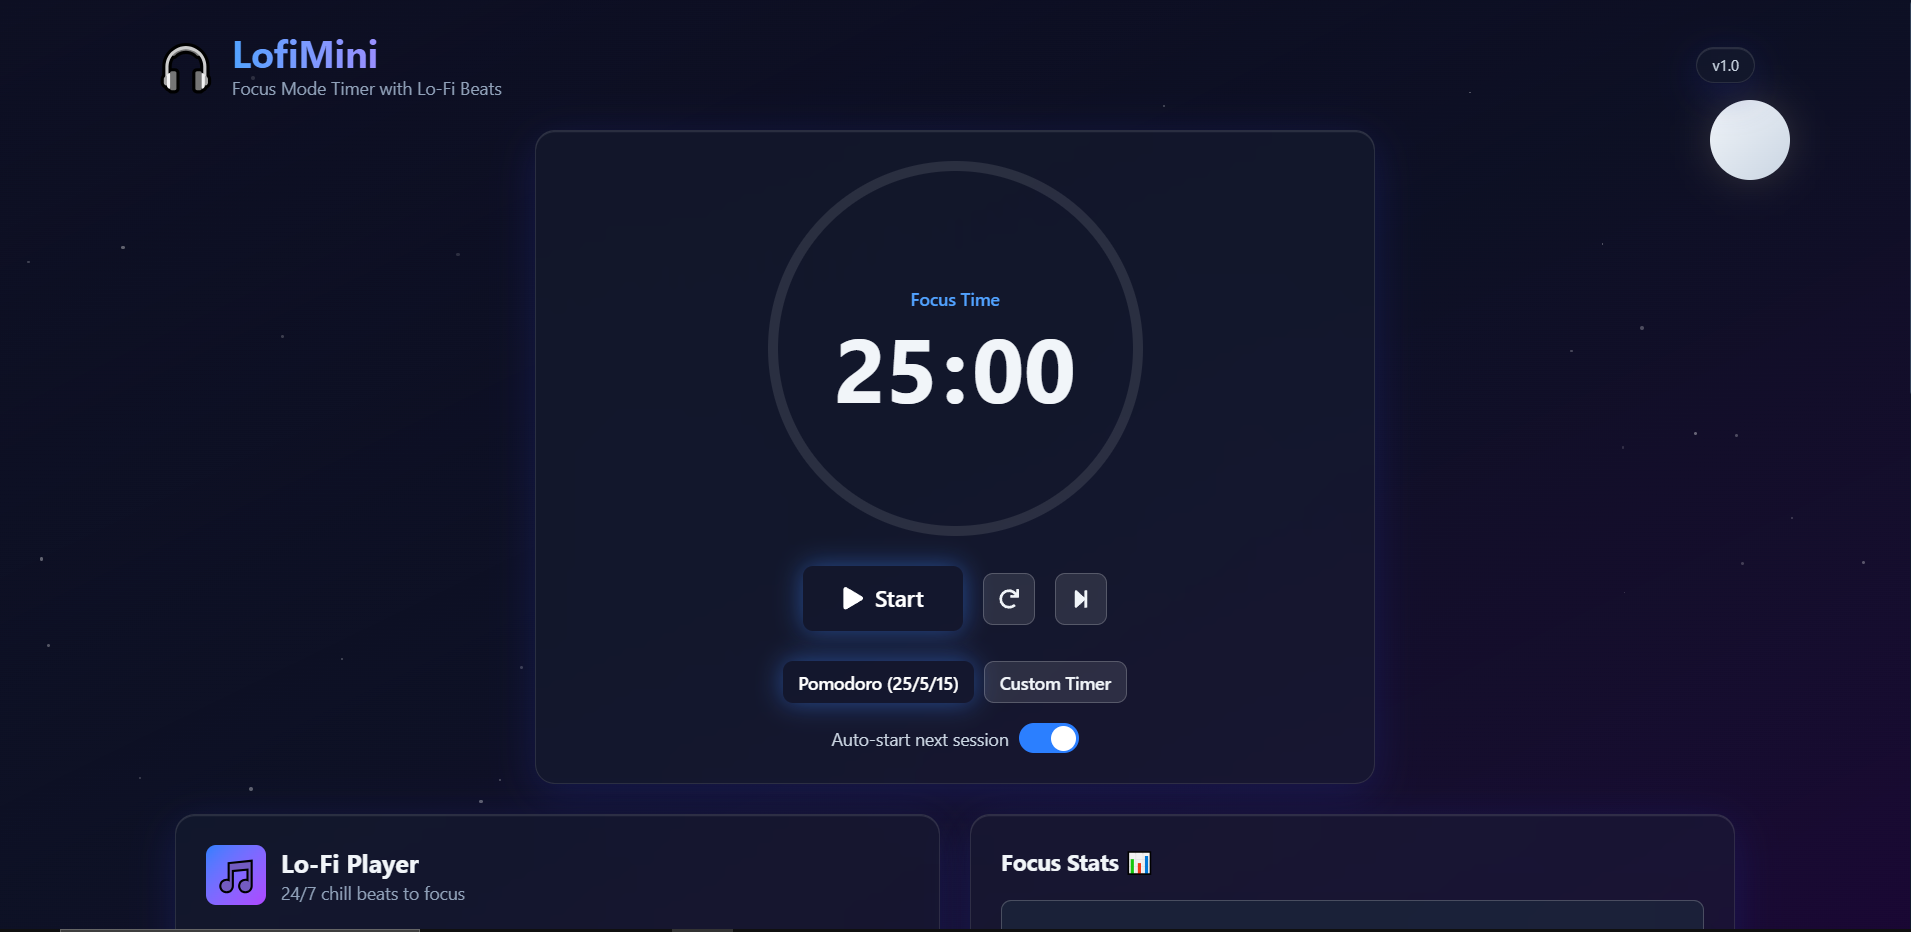 LofiMini
Focus Mode Timer with Lo-Fi Beats
v1.0
Focus Time
25:00
Start
Pomodoro (25/5/15)
Custom Timer
Auto-start next session
Lo-Fi Player
24/7 chill beats to focus
Focus Stats